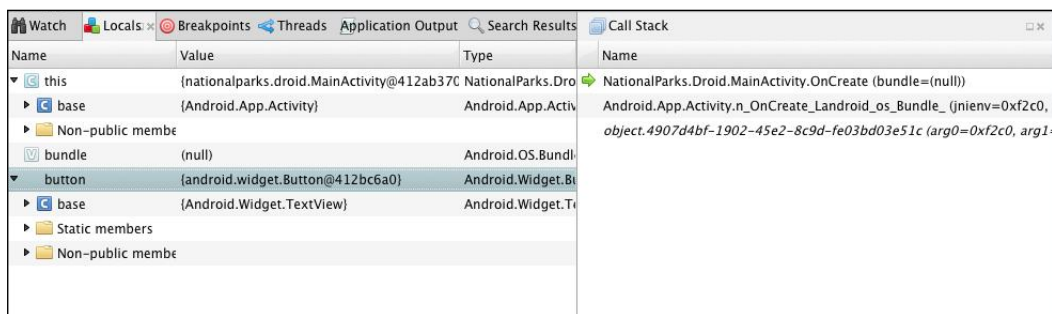 Watch Locals Breakpoints Threads Application Output Search Results
Name Value Type
this {nationalparks.droid.MainActivity@412ab370 NationalParks.Dro
base {Android.App.Activity} Android.App.Activ
Non-public membe
bundle (null) Android.OS.Bundl
button {android.widget.Button@412bc6a0} Android.Widget.Bu
base {Android.Widget.TextView} Android.Widget.Te
Static members
Non-public membe
Call Stack
Name
NationalParks.Droid.MainActivity.OnCreate (bundle=(null))
Android.App.Activity.n_OnCreate_Landroid_os_Bundle_ (jnienv=0xf2c0,
object.4907d4bf-1902-45e2-8c9d-fe03bd03e51c (arg0=0xf2c0, arg1=